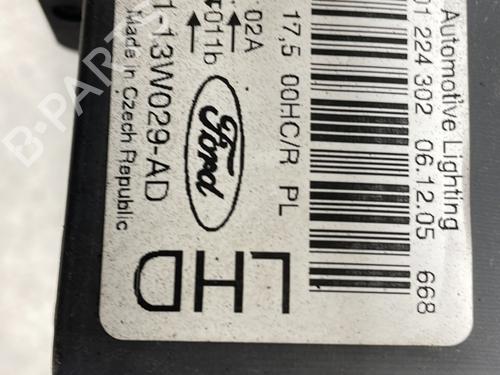 Automotive Lighting
01 224 302 06.12.05 668
17,5 00HC/R PL
02A
011b
Ford
1-13W029-AD
Made in Czech Republic
LHD
B-PARTS